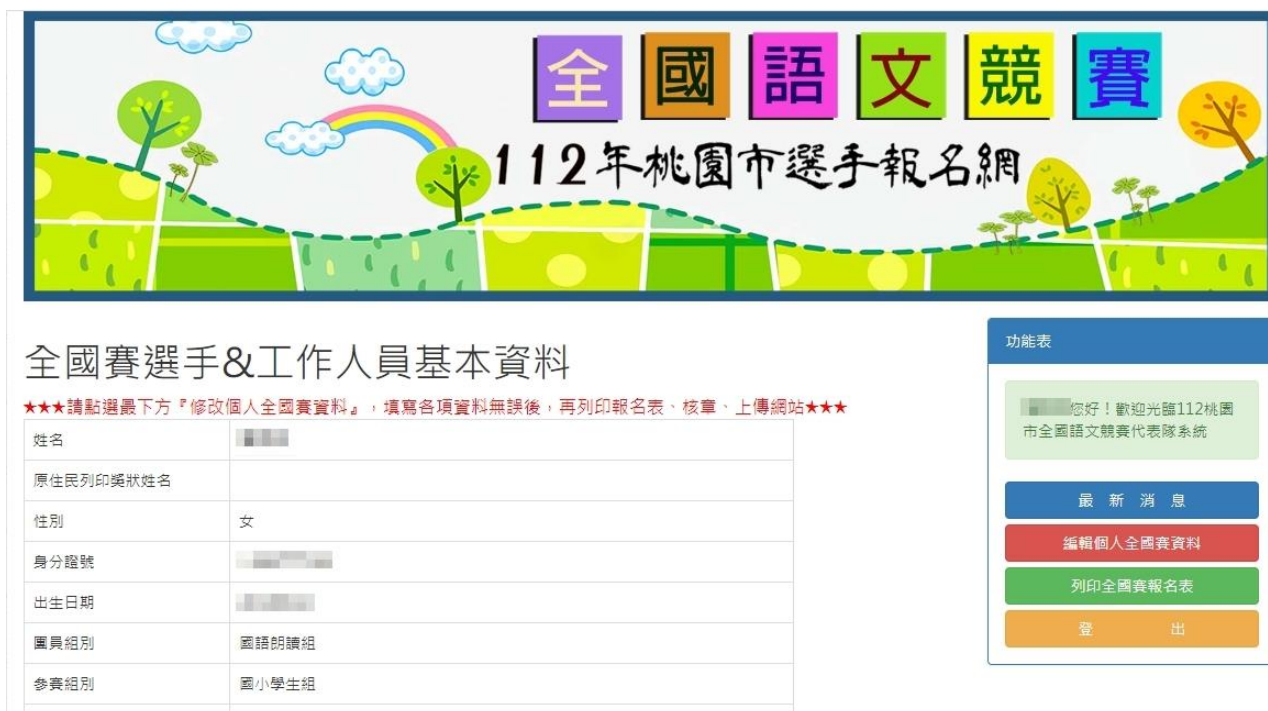 全國語文競賽
112年桃園市選手報名網
全國賽選手&工作人員基本資料
★★★請點選最下方『修改個人全國賽資料』，填寫各項資料無誤後，再列印報名表、核章、上傳網站★★★
姓名
原住民列印獎狀姓名
性別 女
身分證號
出生日期
團員組別 國語朗讀組
參賽組別 國小學生組
功能表
您好！歡迎光臨112桃園
市全國語文競賽代表隊系統
最 新 消 息
編輯個人全國賽資料
列印全國賽報名表
登 出